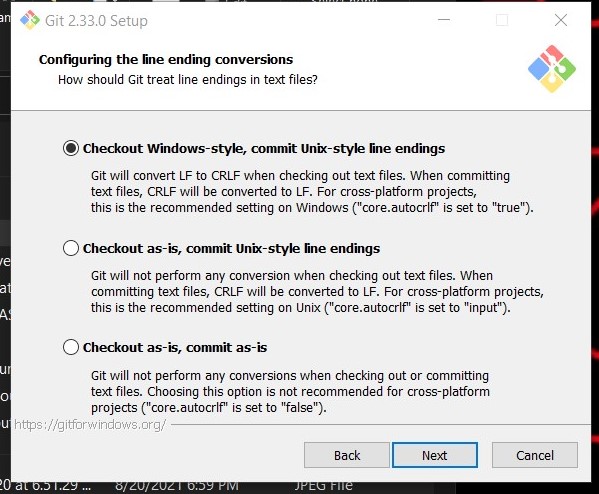 Git 2.33.0 Setup
Configuring the line ending conversions
How should Git treat line endings in text files?
Checkout Windows-style, commit Unix-style line endings
Git will convert LF to CRLF when checking out text files. When committing
text files, CRLF will be converted to LF. For cross-platform projects,
this is the recommended setting on Windows ("core.autocrlf" is set to "true").
Checkout as-is, commit Unix-style line endings
Git will not perform any conversion when checking out text files. When
committing text files, CRLF will be converted to LF. For cross-platform projects,
this is the recommended setting on Unix ("core.autocrlf" is set to "input").
Checkout as-is, commit as-is
Git will not perform any conversions when checking out or committing
text files. Choosing this option is not recommended for cross-platform
projects ("core.autocrlf" is set to "false").
https://gitforwindows.org/
Back Next Cancel
20 at 6.51.29 ... 8/20/2021 6:59 PM JPEG File